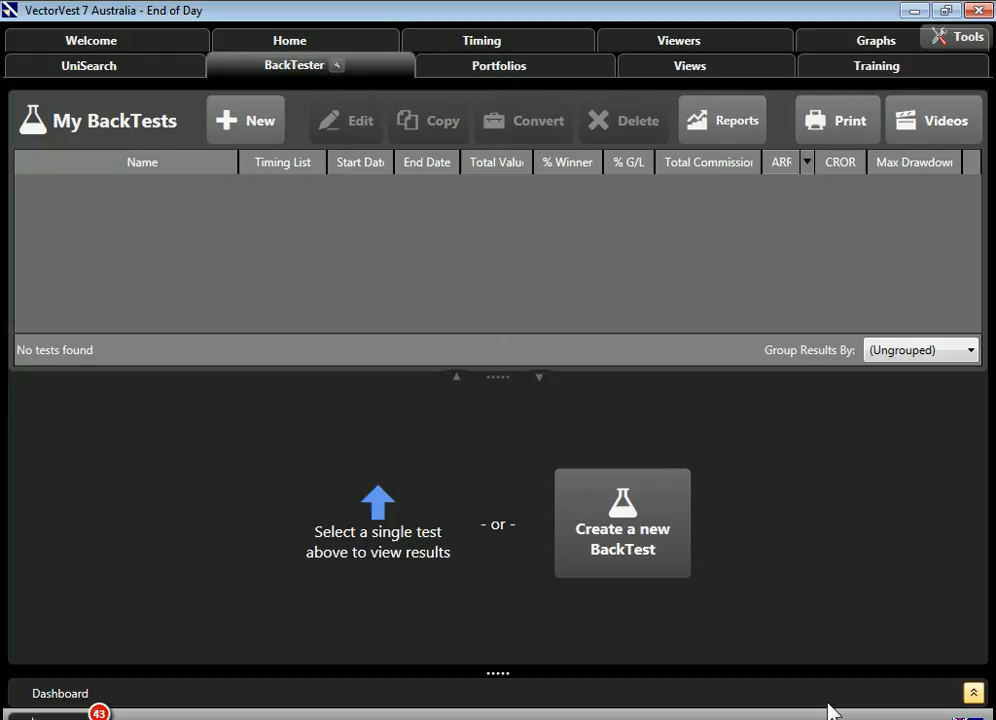 VectorVest 7 Australia - End of Day
Welcome Home Timing Viewers Graphs Tools
UniSearch BackTester Portfolios Views Training
My BackTests New Edit Copy Convert Delete Reports Print Videos
Name Timing List Start Date End Date Total Valu % Winner % G/L Total Commissio ARR CROR Max Drawdow
No tests found Group Results By: (Ungrouped)
Select a single test
above to view results
- or -
Create a new
BackTest
Dashboard
43